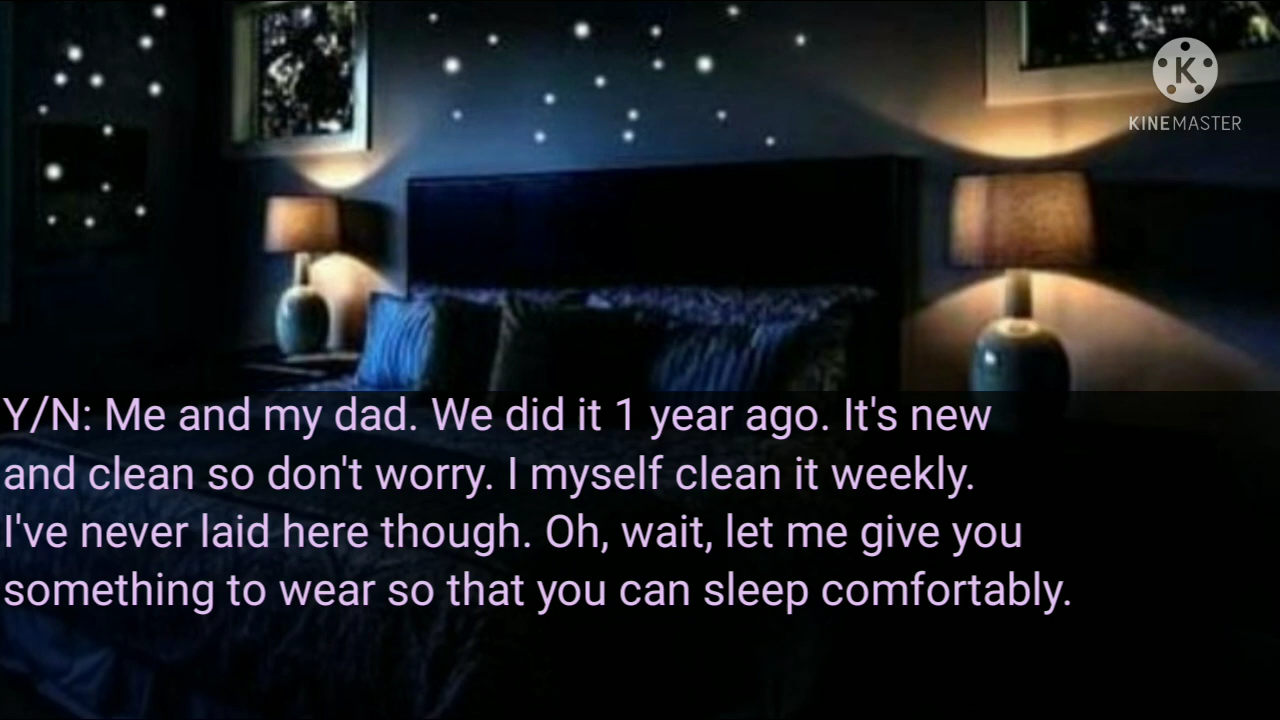 KINEMASTER
Y/N: Me and my dad. We did it 1 year ago. It's new
and clean so don't worry. I myself clean it weekly.
I've never laid here though. Oh, wait, let me give you
something to wear so that you can sleep comfortably.